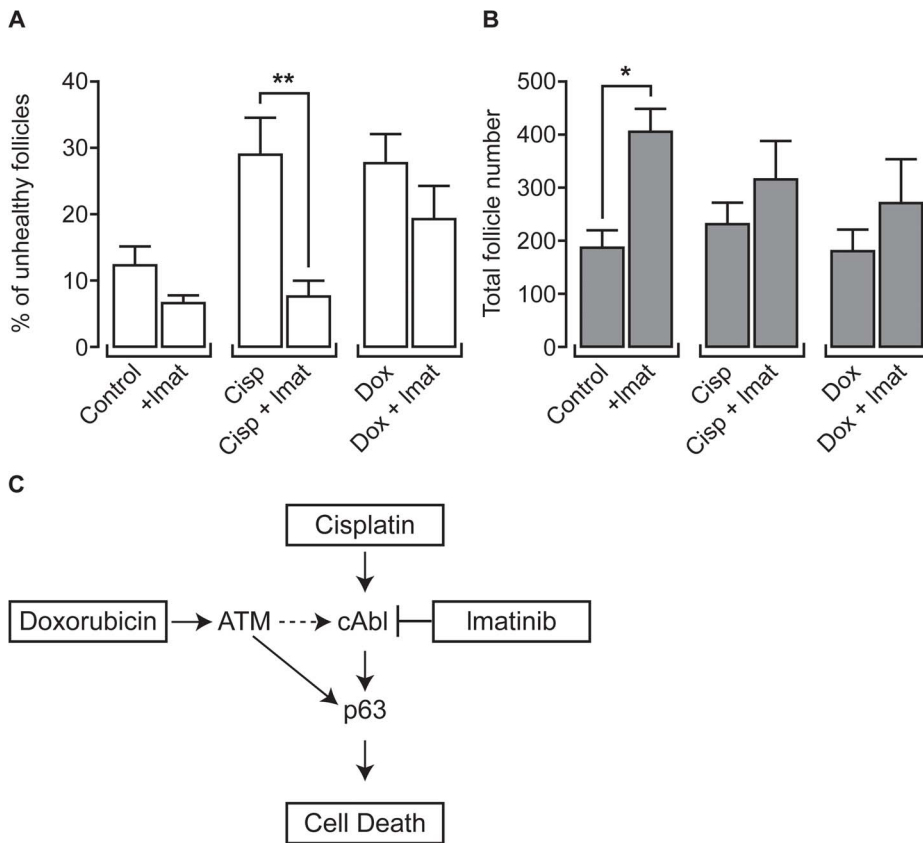 A
% of unhealthy follicles
40
30
20
10
0
**
Control
+Imat
Cisp
Cisp + Imat
Dox
Dox + Imat
B
Total follicle number
500
400
300
200
100
0
*
Control
+Imat
Cisp
Cisp + Imat
Dox
Dox + Imat
C
Cisplatin
Doxorubicin ATM cAbl Imatinib
p63
Cell Death